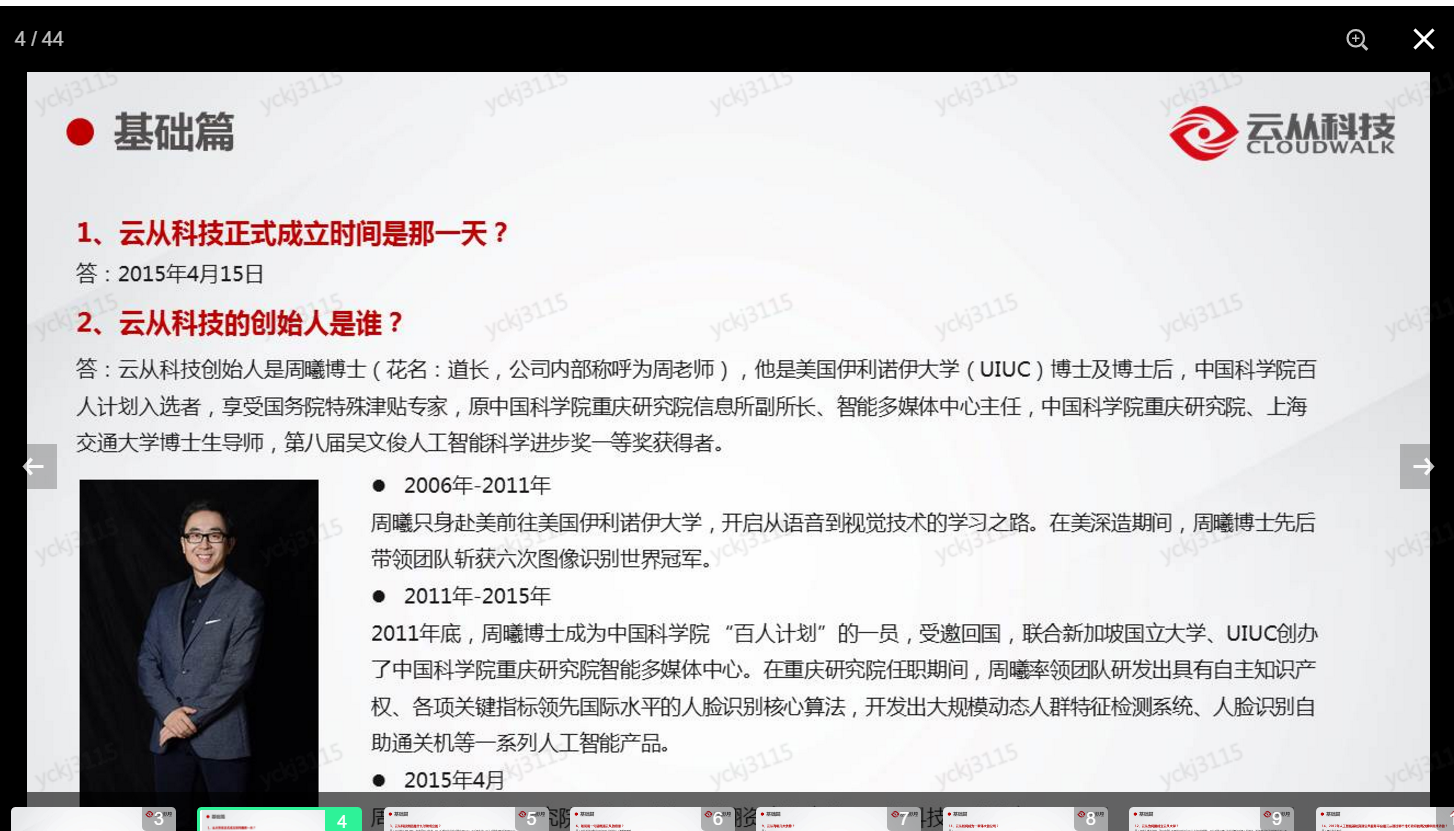 4 / 44
基础篇
云从科技
CLOUDWALK
1、云从科技正式成立时间是那一天？
答：2015年4月15日
2、云从科技的创始人是谁？
答：云从科技创始人是周曦博士（花名：道长，公司内部称呼为周老师），他是美国伊利诺伊大学（UIUC）博士及博士后，中国科学院百
人计划入选者，享受国务院特殊津贴专家，原中国科学院重庆研究院信息所副所长、智能多媒体中心主任，中国科学院重庆研究院、上海
交通大学博士生导师，第八届吴文俊人工智能科学进步奖一等奖获得者。
● 2006年-2011年
周曦只身赴美前往美国伊利诺伊大学，开启从语音到视觉技术的学习之路。在美深造期间，周曦博士先后
带领团队斩获六次图像识别世界冠军。
● 2011年-2015年
2011年底，周曦博士成为中国科学院 “百人计划”的一员，受邀回国，联合新加坡国立大学、UIUC创办
了中国科学院重庆研究院智能多媒体中心。在重庆研究院任职期间，周曦率领团队研发出具有自主知识产
权、各项关键指标领先国际水平的人脸识别核心算法，开发出大规模动态人群特征检测系统、人脸识别自
助通关机等一系列人工智能产品。
● 2015年4月
yckj3115
3
4
5
6
7
8
9